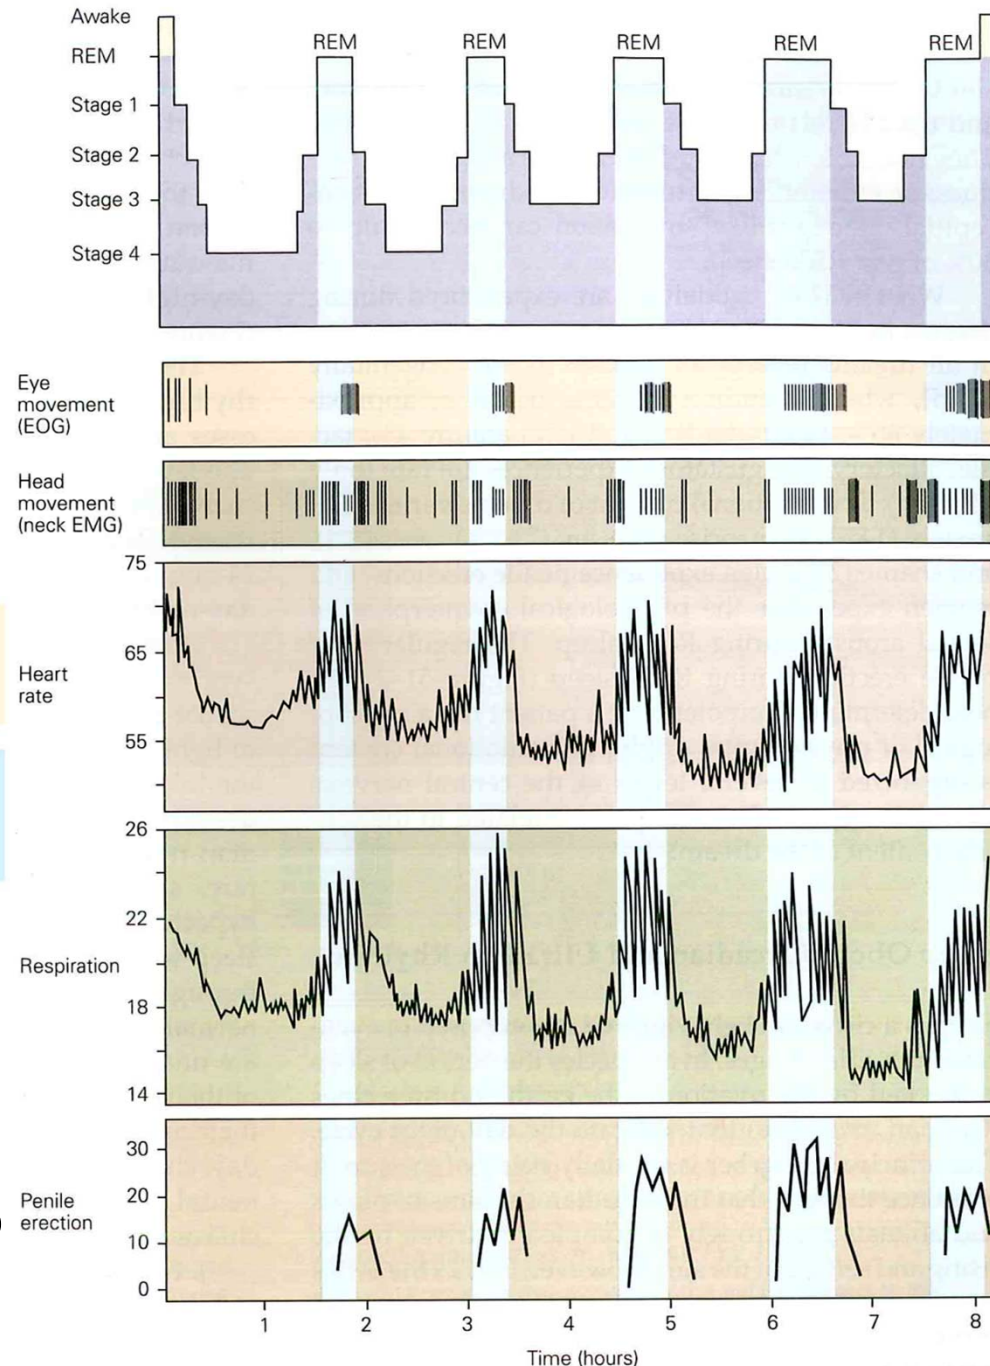 Awake
REM
REM
REM
REM
REM
REM
Stage 1
Stage 2
Stage 3
Stage 4
Eye
movement
(EOG)
Head
movement
(neck EMG)
75
65
55
Heart
rate
26
22
18
14
Respiration
30
20
10
0
Penile
erection
1 2 3 4 5 6 7 8
Time (hours)